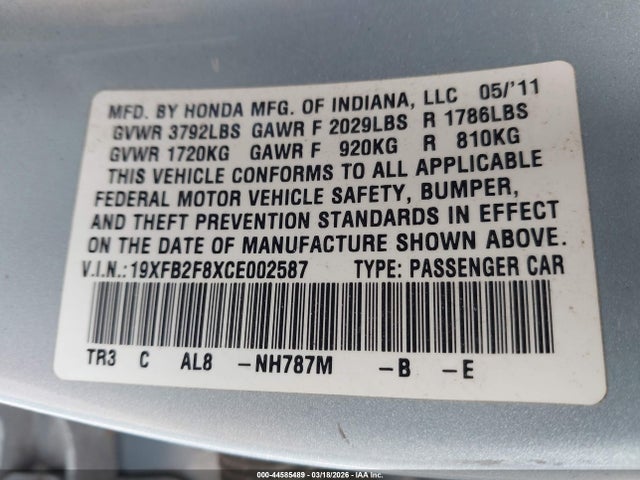 MFD. BY HONDA MFG. OF INDIANA, LLC 05/'11
GVWR 3792LBS GAWR F 2029LBS R 1786LBS
GVWR 1720KG GAWR F 920KG R 810KG
THIS VEHICLE CONFORMS TO ALL APPLICABLE
FEDERAL MOTOR VEHICLE SAFETY, BUMPER,
AND THEFT PREVENTION STANDARDS IN EFFECT
ON THE DATE OF MANUFACTURE SHOWN ABOVE.
V.I.N.: 19XFB2F8XCE002587 TYPE: PASSENGER CAR
TR3 C AL8 -NH787M -B -E
000-44585489 - 03/18/2026 - IAA Inc.